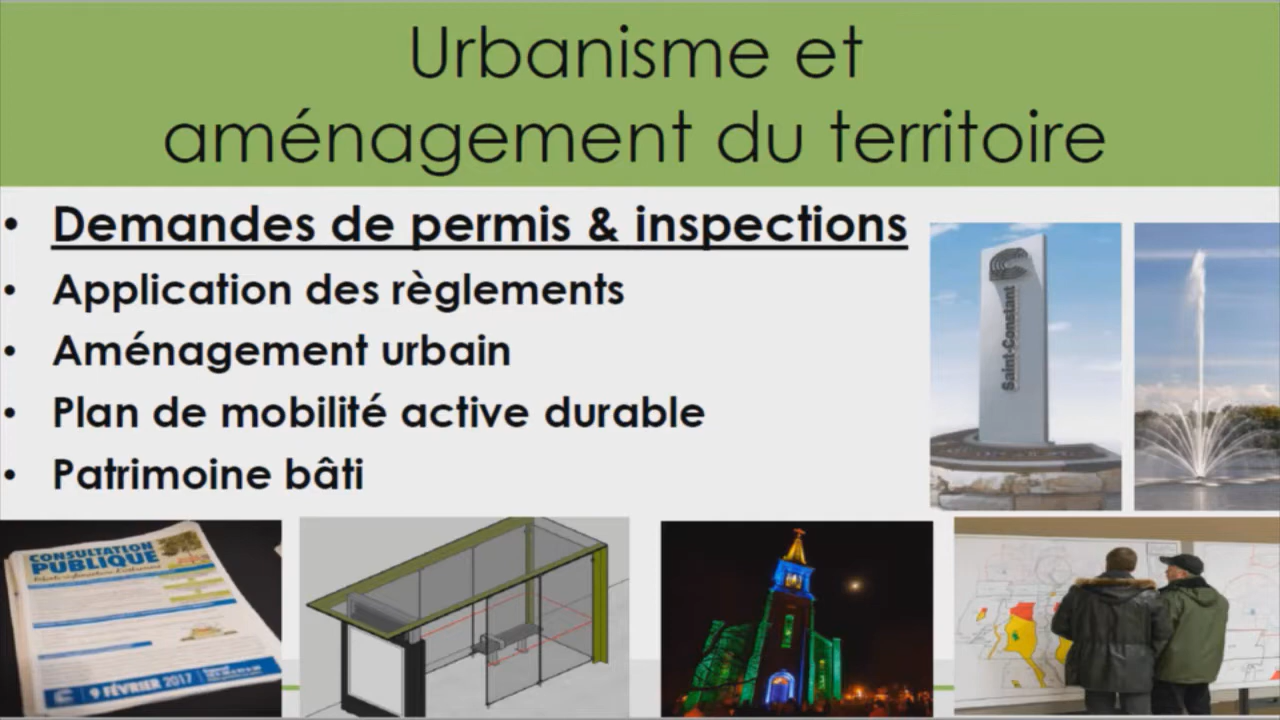 Urbanisme et
aménagement du territoire
• Demandes de permis & inspections
• Application des règlements
• Aménagement urbain
• Plan de mobilité active durable
• Patrimoine bâti
Saint-Constant
CONSULTATION
PUBLIQUE
9 FÉVRIER 2017